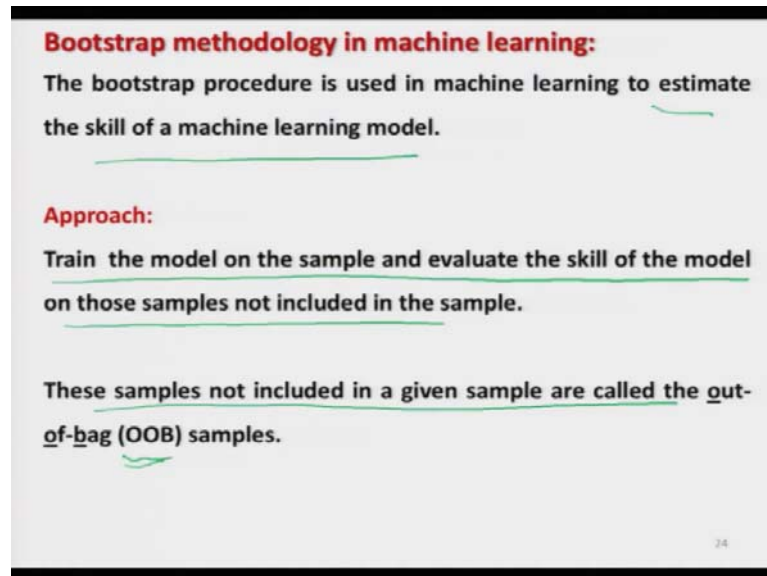 Bootstrap methodology in machine learning:
The bootstrap procedure is used in machine learning to estimate
the skill of a machine learning model.
Approach:
Train the model on the sample and evaluate the skill of the model
on those samples not included in the sample.
These samples not included in a given sample are called the out-
of-bag (OOB) samples.
24